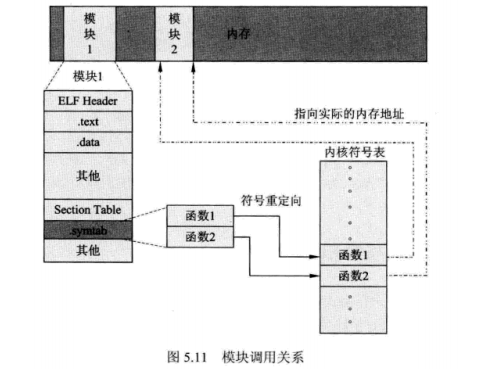 模
块
1
模
块
2
内存
模块1
ELF Header
.text
.data
其他
Section Table
.symtab
其他
函数1
函数2
符号重定向
指向实际的内存地址
内核符号表
函数1
函数2
图 5.11 模块调用关系